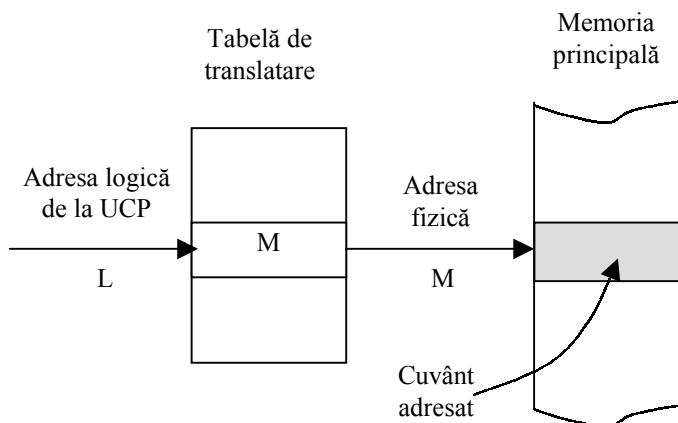 Tabelă de
translatare
Memoria
principală
Adresa logică
de la UCP
L
M
Adresa
fizică
M
Cuvânt
adresat